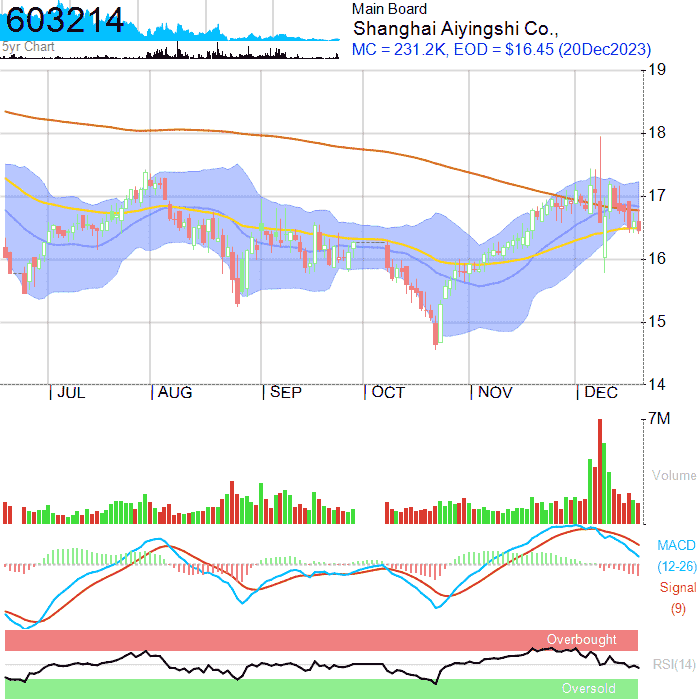 603214
5yr Chart
Main Board
Shanghai Aiyingshi Co.,
MC = 231.2K, EOD = $16.45 (20Dec2023)
19
18
17
16
15
14
JUL AUG SEP OCT NOV DEC
7M
Volume
MACD
(12-26)
Signal
(9)
Overbought
RSI(14)
Oversold